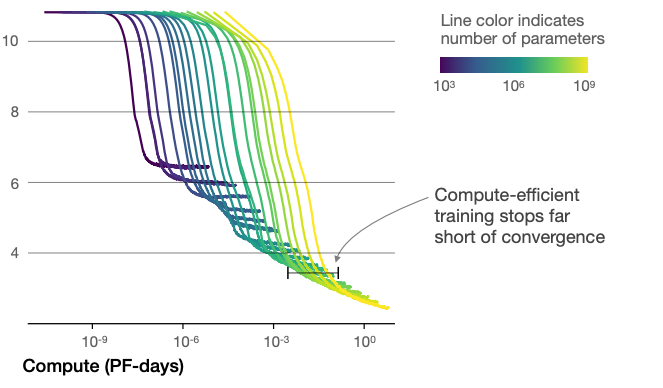 Line color indicates
number of parameters
10³ 10⁶ 10⁹
10
8
6
4
Compute-efficient
training stops far
short of convergence
10⁻⁹ 10⁻⁶ 10⁻³ 10⁰
Compute (PF-days)